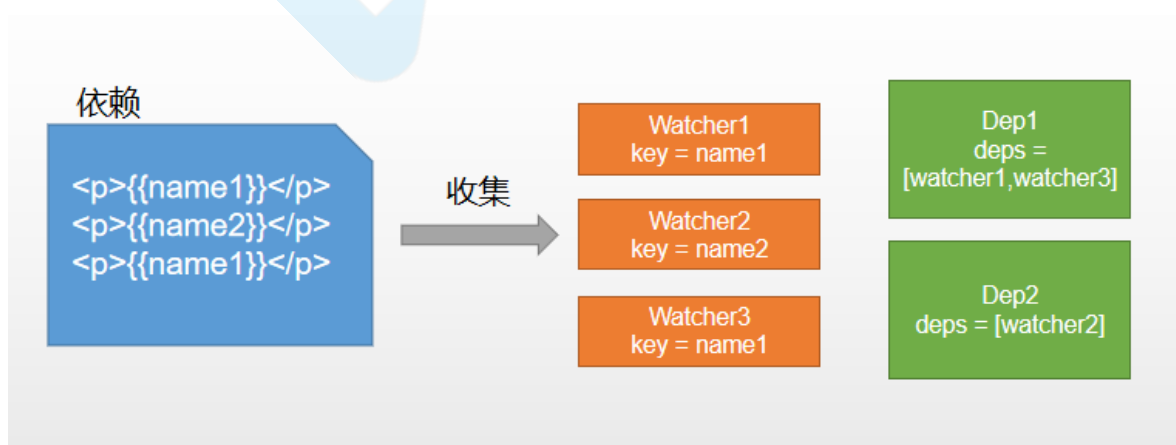 依赖
<p>{{name1}}</p>
<p>{{name2}}</p>
<p>{{name1}}</p>
收集
Watcher1
key = name1
Watcher2
key = name2
Watcher3
key = name1
Dep1
deps =
[watcher1,watcher3]
Dep2
deps = [watcher2]